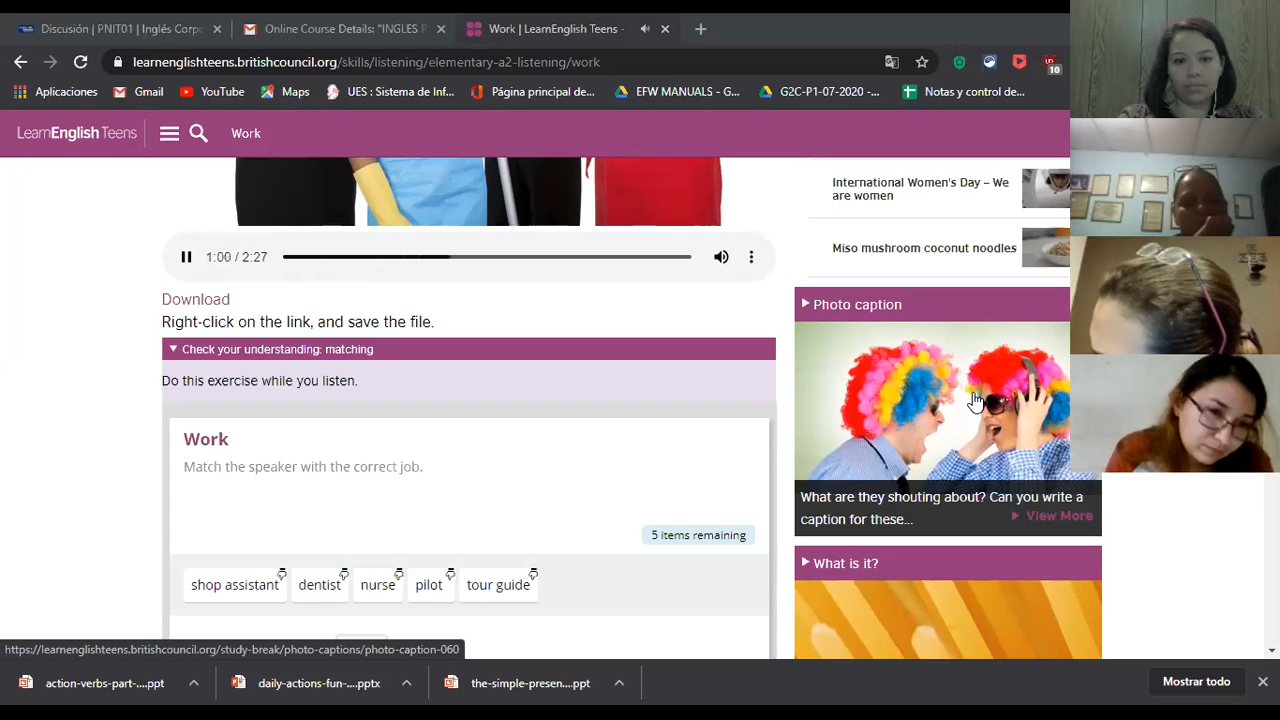 Discusión | PNIT01 | Inglés Corpo
Online Course Details: "INGLES P
Work | LearnEnglish Teens -
learnenglishteens.britishcouncil.org/skills/listening/elementary-a2-listening/work
10
Aplicaciones
Gmail
YouTube
Maps
UES : Sistema de Inf...
Página principal de...
EFW MANUALS - G...
G2C-P1-07-2020 -...
Notas y control de...
LearnEnglish Teens
Work
International Women's Day – We
are women
Miso mushroom coconut noodles
1:00 / 2:27
Download
Right-click on the link, and save the file.
Check your understanding: matching
Do this exercise while you listen.
Work
Match the speaker with the correct job.
5 items remaining
shop assistant
dentist
nurse
pilot
tour guide
Photo caption
What are they shouting about? Can you write a
caption for these...
View More
What is it?
https://learnenglishteens.britishcouncil.org/study-break/photo-captions/photo-caption-060
action-verbs-part-....ppt
daily-actions-fun-....pptx
the-simple-presen....ppt
Mostrar todo